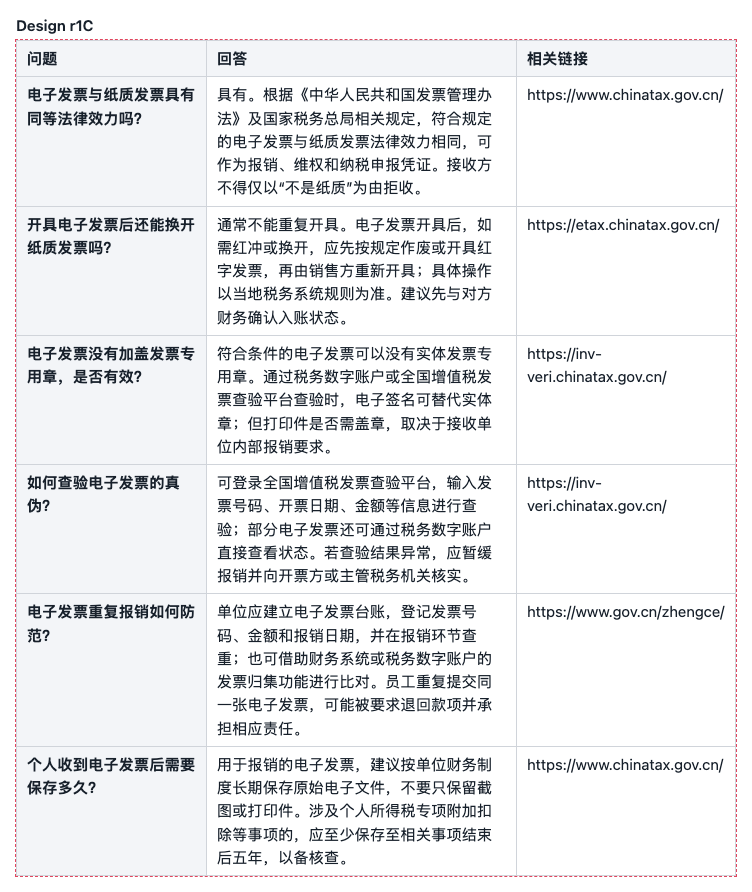 Design r1C
问题
回答
相关链接
电子发票与纸质发票具有
同等法律效力吗？
具有。根据《中华人民共和国发票管理办
法》及国家税务总局相关规定，符合规定
的电子发票与纸质发票法律效力相同，可
作为报销、维权和纳税申报凭证。接收方
不得仅以“不是纸质”为由拒收。
https://www.chinatax.gov.cn/
开具电子发票后还能换开
纸质发票吗？
通常不能重复开具。电子发票开具后，如
需红冲或换开，应先按规定作废或开具红
字发票，再由销售方重新开具；具体操作
以当地税务系统规则为准。建议先与对方
财务确认入账状态。
https://etax.chinatax.gov.cn/
电子发票没有加盖发票专
用章，是否有效？
符合条件的电子发票可以没有实体发票专
用章。通过税务数字账户或全国增值税发
票查验平台查验时，电子签名可替代实体
章；但打印件是否需盖章，取决于接收单
位内部报销要求。
https://inv-
veri.chinatax.gov.cn/
如何查验电子发票的真
伪？
可登录全国增值税发票查验平台，输入发
票号码、开票日期、金额等信息进行查
验；部分电子发票还可通过税务数字账户
直接查看状态。若查验结果异常，应暂缓
报销并向开票方或主管税务机关核实。
https://inv-
veri.chinatax.gov.cn/
电子发票重复报销如何防
范？
单位应建立电子发票台账，登记发票号
码、金额和报销日期，并在报销环节查
重；也可借助财务系统或税务数字账户的
发票归集功能进行比对。员工重复提交同
一张电子发票，可能被要求退回款项并承
担相应责任。
https://www.gov.cn/zhengce/
个人收到电子发票后需要
保存多久？
用于报销的电子发票，建议按单位财务制
度长期保存原始电子文件，不要只保留截
图或打印件。涉及个人所得税专项附加扣
除等事项的，应至少保存至相关事项结束
后五年，以备核查。
https://www.chinatax.gov.cn/